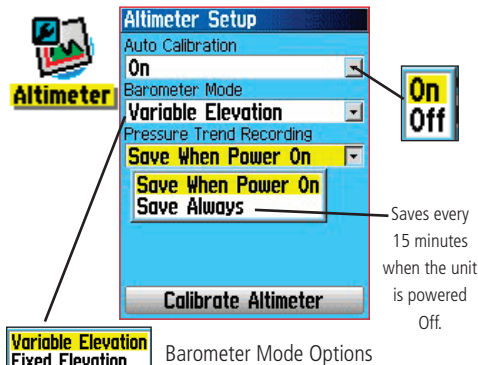 Altimeter
Altimeter Setup
Auto Calibration
On
Barometer Mode
Variable Elevation
Pressure Trend Recording
Save When Power On
Save When Power On
Save Always
Calibrate Altimeter
On
Off
Saves every
15 minutes
when the unit
is powered
Off.
Variable Elevation
Fixed Elevation
Barometer Mode Options